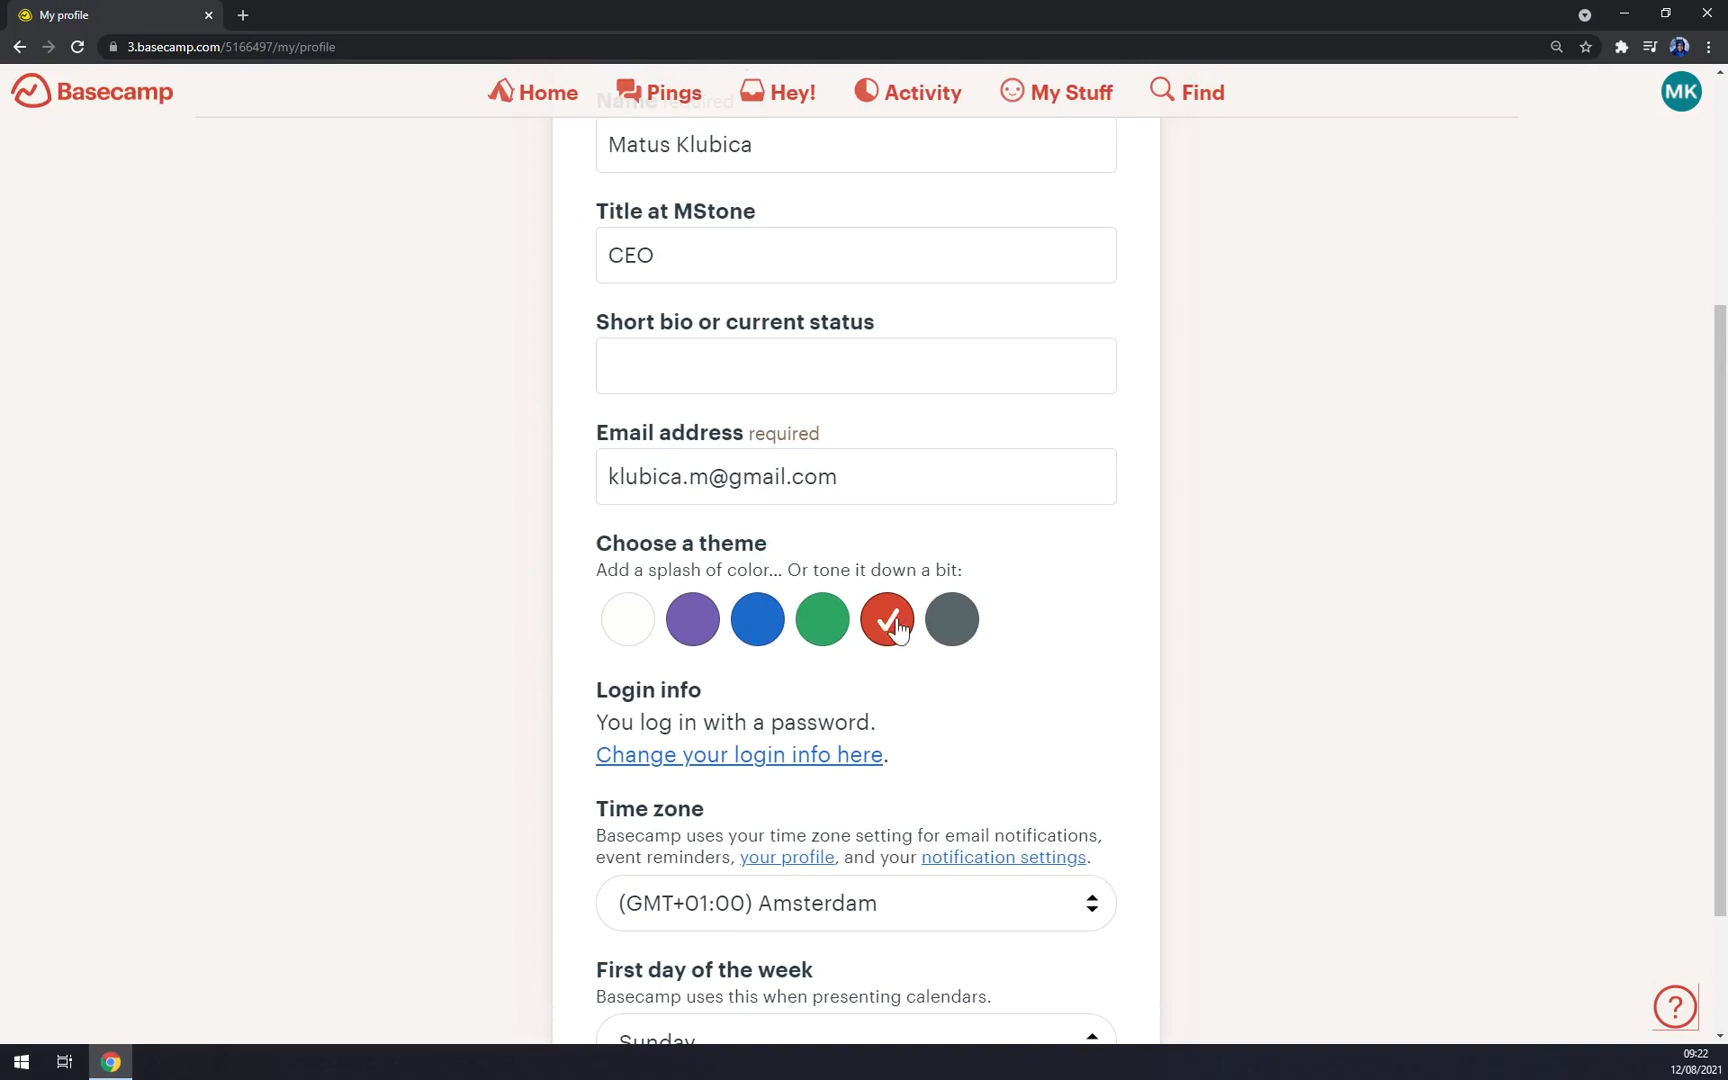 My profile
3.basecamp.com/5166497/my/profile
Basecamp
Home
Pings
Hey!
Activity
My Stuff
Find
MK
Name required
Matus Klubica
Title at MStone
CEO
Short bio or current status
Email address required
klubica.m@gmail.com
Choose a theme
Add a splash of color... Or tone it down a bit:
Login info
You log in with a password.
Change your login info here.
Time zone
Basecamp uses your time zone setting for email notifications,
event reminders, your profile, and your notification settings.
(GMT+01:00) Amsterdam
First day of the week
Basecamp uses this when presenting calendars.
Sunday
?
09:22
12/08/2021